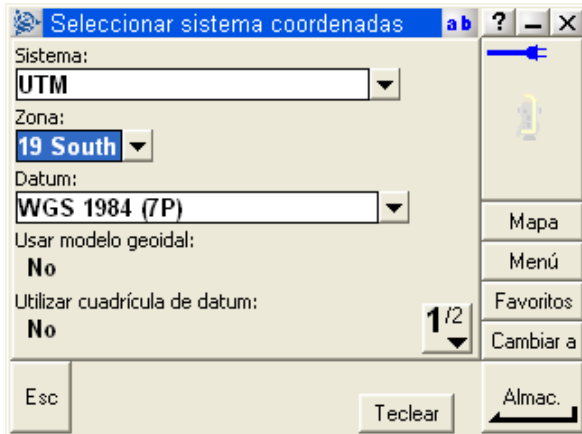 Seleccionar sistema coordenadas ab ? – X
Sistema:
UTM
Zona:
19 South
Datum:
WGS 1984 (7P)
Usar modelo geoidal:
No
Utilizar cuadrícula de datum:
No
1/2
Mapa
Menú
Favoritos
Cambiar a
Esc
Teclear
Almac.